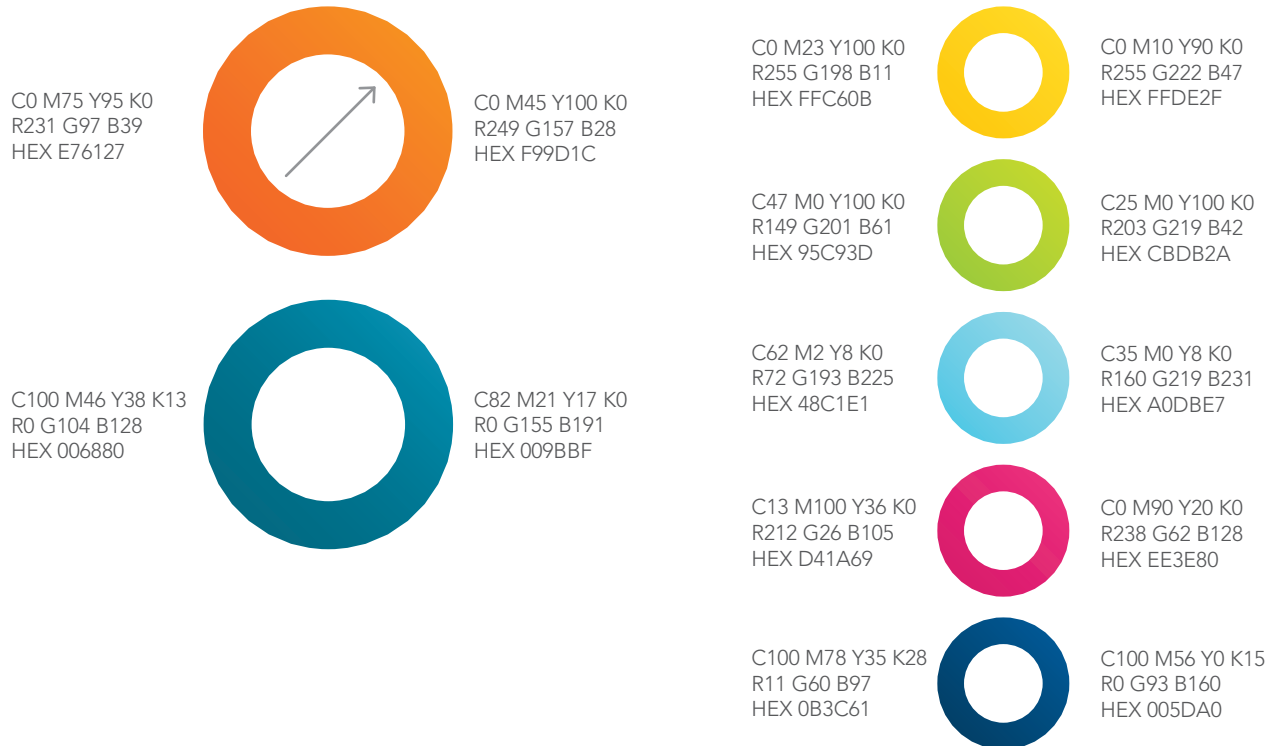 C0 M75 Y95 K0
R231 G97 B39
HEX E76127
C0 M45 Y100 K0
R249 G157 B28
HEX F99D1C
C100 M46 Y38 K13
R0 G104 B128
HEX 006880
C82 M21 Y17 K0
R0 G155 B191
HEX 009BBF
C0 M23 Y100 K0
R255 G198 B11
HEX FFC60B
C0 M10 Y90 K0
R255 G222 B47
HEX FFDE2F
C47 M0 Y100 K0
R149 G201 B61
HEX 95C93D
C25 M0 Y100 K0
R203 G219 B42
HEX CBDB2A
C62 M2 Y8 K0
R72 G193 B225
HEX 48C1E1
C35 M0 Y8 K0
R160 G219 B231
HEX A0DBE7
C13 M100 Y36 K0
R212 G26 B105
HEX D41A69
C0 M90 Y20 K0
R238 G62 B128
HEX EE3E80
C100 M78 Y35 K28
R11 G60 B97
HEX 0B3C61
C100 M56 Y0 K15
R0 G93 B160
HEX 005DA0